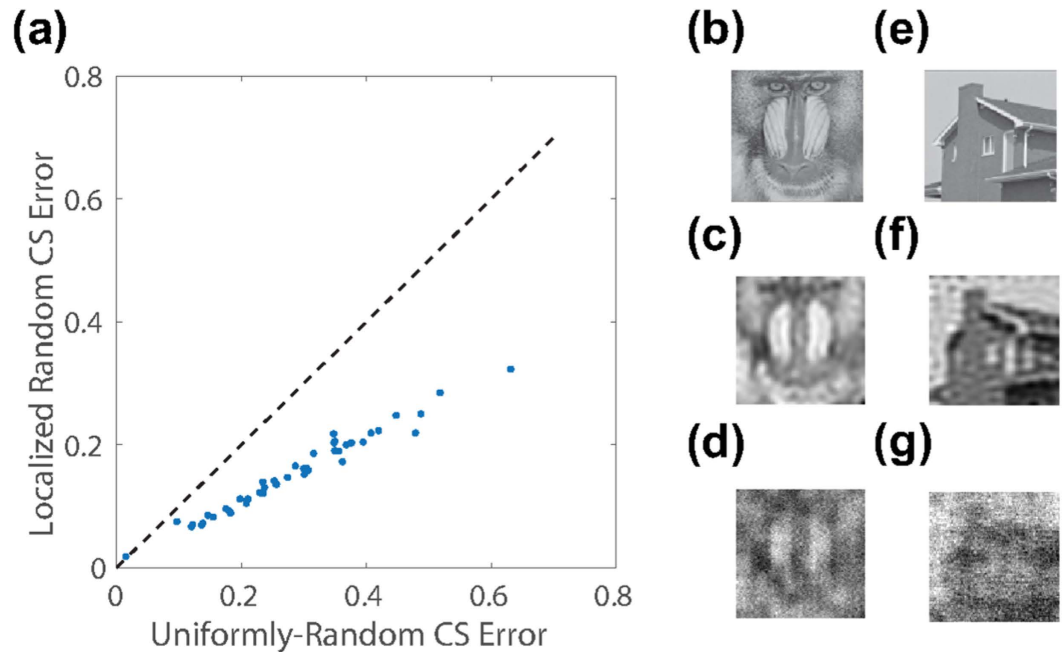 (a)
0.8
0.6
0.4
0.2
0
0 0.2 0.4 0.6 0.8
Localized Random CS Error
Uniformly-Random CS Error
(b)
(e)
(c)
(f)
(d)
(g)